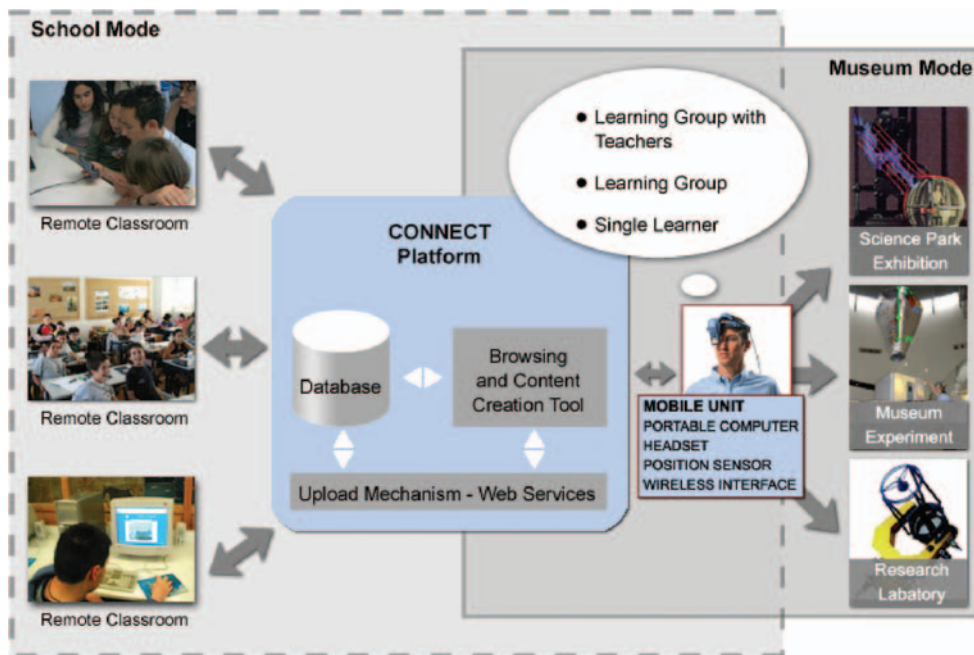 School Mode
Museum Mode
Remote Classroom
Remote Classroom
Remote Classroom
CONNECT
Platform
Database
Browsing
and Content
Creation Tool
Upload Mechanism - Web Services
● Learning Group with
Teachers
● Learning Group
● Single Learner
MOBILE UNIT
PORTABLE COMPUTER
HEADSET
POSITION SENSOR
WIRELESS INTERFACE
Science Park
Exhibition
Museum
Experiment
Research
Labatory